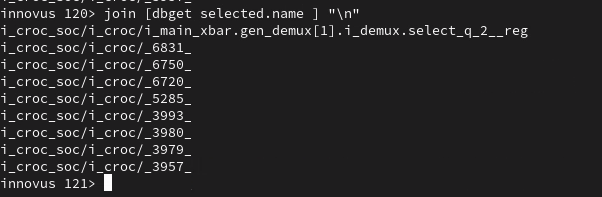 innovus 120> join [dbget selected.name ] "\n"
i_croc_soc/i_croc/i_main_xbar.gen_demux[1].i_demux.select_q_2__reg
i_croc_soc/i_croc/_6831_
i_croc_soc/i_croc/_6750_
i_croc_soc/i_croc/_6720_
i_croc_soc/i_croc/_5285_
i_croc_soc/i_croc/_3993_
i_croc_soc/i_croc/_3980_
i_croc_soc/i_croc/_3979_
i_croc_soc/i_croc/_3957_
innovus 121>